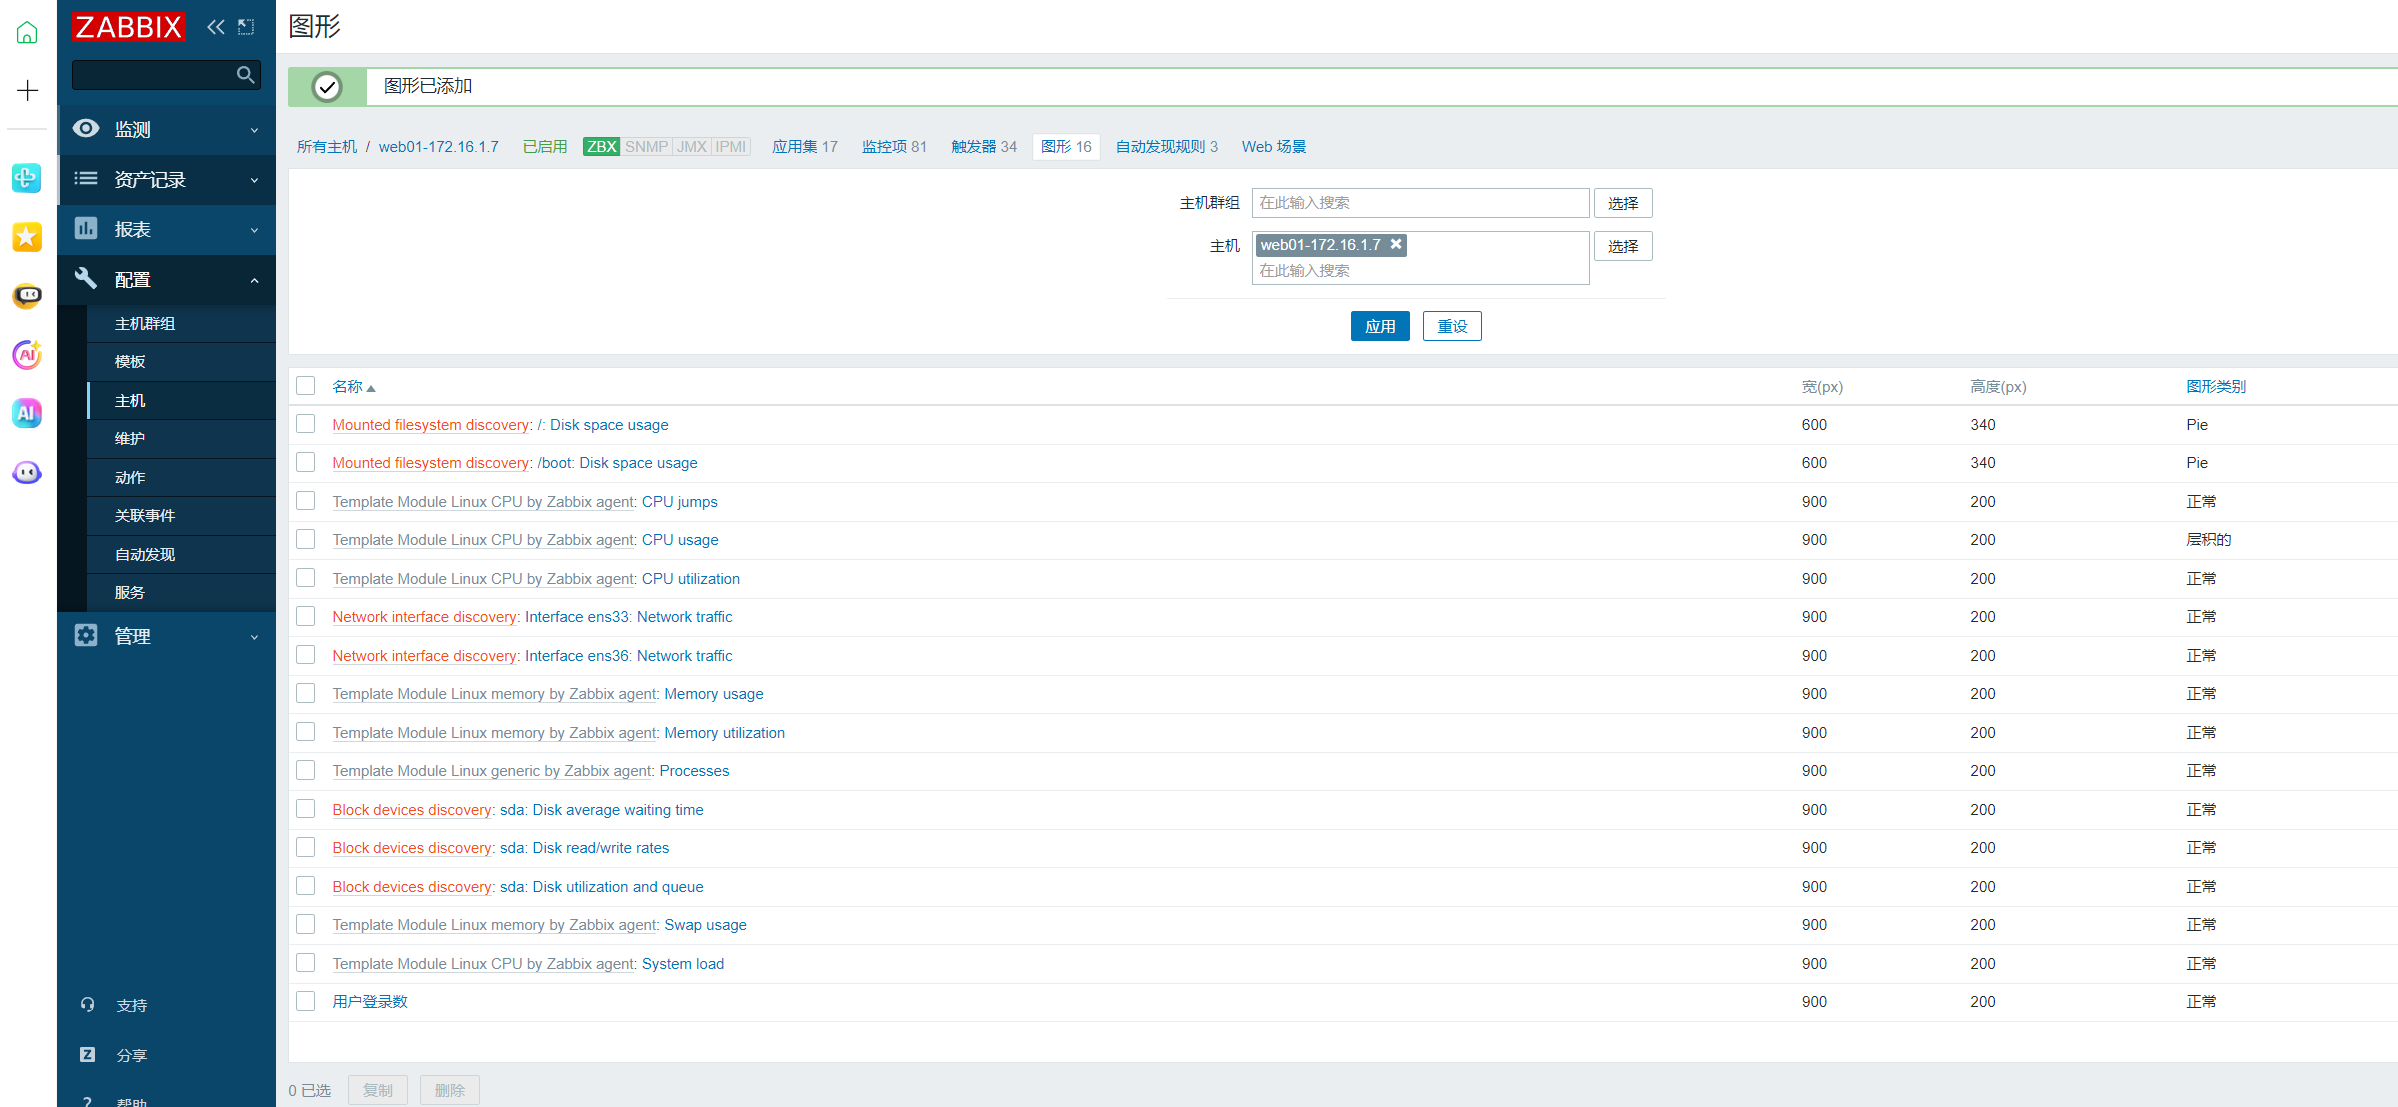 ZABBIX
图形
图形已添加
监测
资产记录
报表
配置
主机群组
模板
主机
维护
动作
关联事件
自动发现
服务
管理
支持
分享
帮助
所有主机 / web01-172.16.1.7 已启用 ZBX SNMP JMX IPMI 应用集 17 监控项 81 触发器 34 图形 16 自动发现规则 3 Web 场景
主机群组 在此输入搜索 选择
主机 web01-172.16.1.7 选择
在此输入搜索
应用 重设
名称 宽(px) 高度(px) 图形类别
Mounted filesystem discovery: /: Disk space usage 600 340 Pie
Mounted filesystem discovery: /boot: Disk space usage 600 340 Pie
Template Module Linux CPU by Zabbix agent: CPU jumps 900 200 正常
Template Module Linux CPU by Zabbix agent: CPU usage 900 200 层积的
Template Module Linux CPU by Zabbix agent: CPU utilization 900 200 正常
Network interface discovery: Interface ens33: Network traffic 900 200 正常
Network interface discovery: Interface ens36: Network traffic 900 200 正常
Template Module Linux memory by Zabbix agent: Memory usage 900 200 正常
Template Module Linux memory by Zabbix agent: Memory utilization 900 200 正常
Template Module Linux generic by Zabbix agent: Processes 900 200 正常
Block devices discovery: sda: Disk average waiting time 900 200 正常
Block devices discovery: sda: Disk read/write rates 900 200 正常
Block devices discovery: sda: Disk utilization and queue 900 200 正常
Template Module Linux memory by Zabbix agent: Swap usage 900 200 正常
Template Module Linux CPU by Zabbix agent: System load 900 200 正常
用户登录数 900 200 正常
0 已选 复制 删除
AI
AI